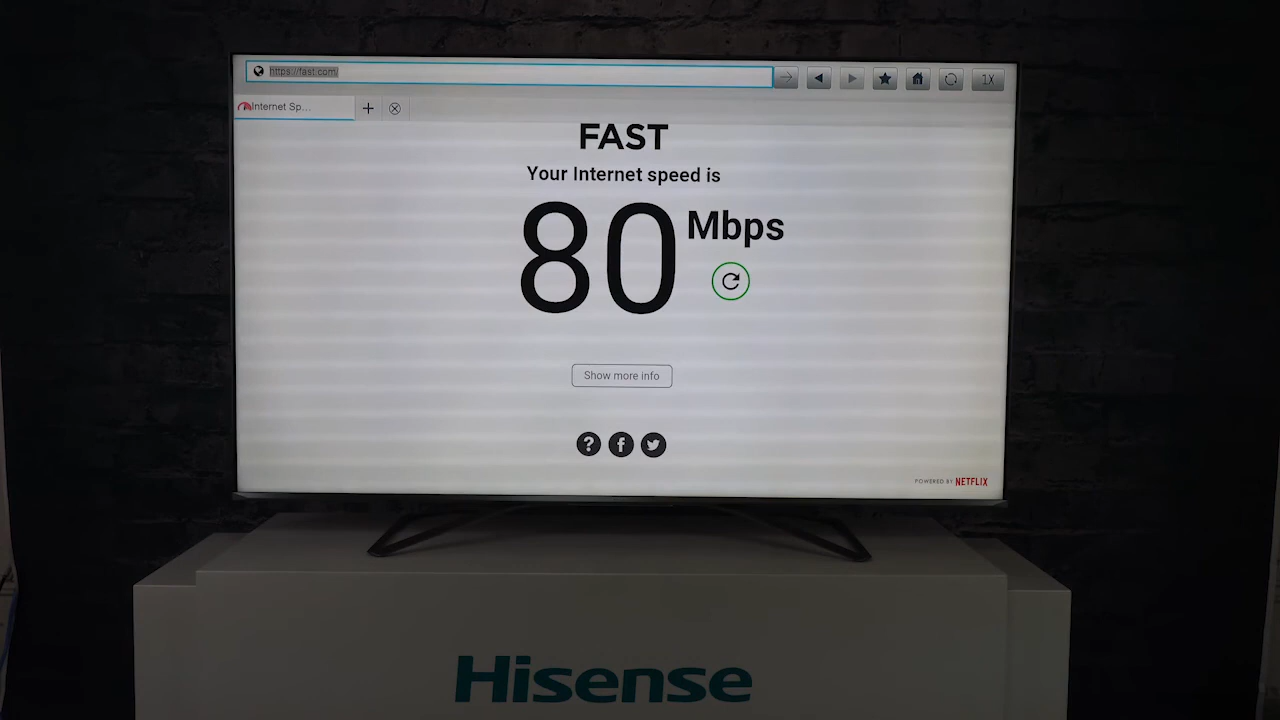 https://fast.com/
1X
Internet Sp...
FAST
Your Internet speed is
80 Mbps
Show more info
POWERED BY NETFLIX
Hisense